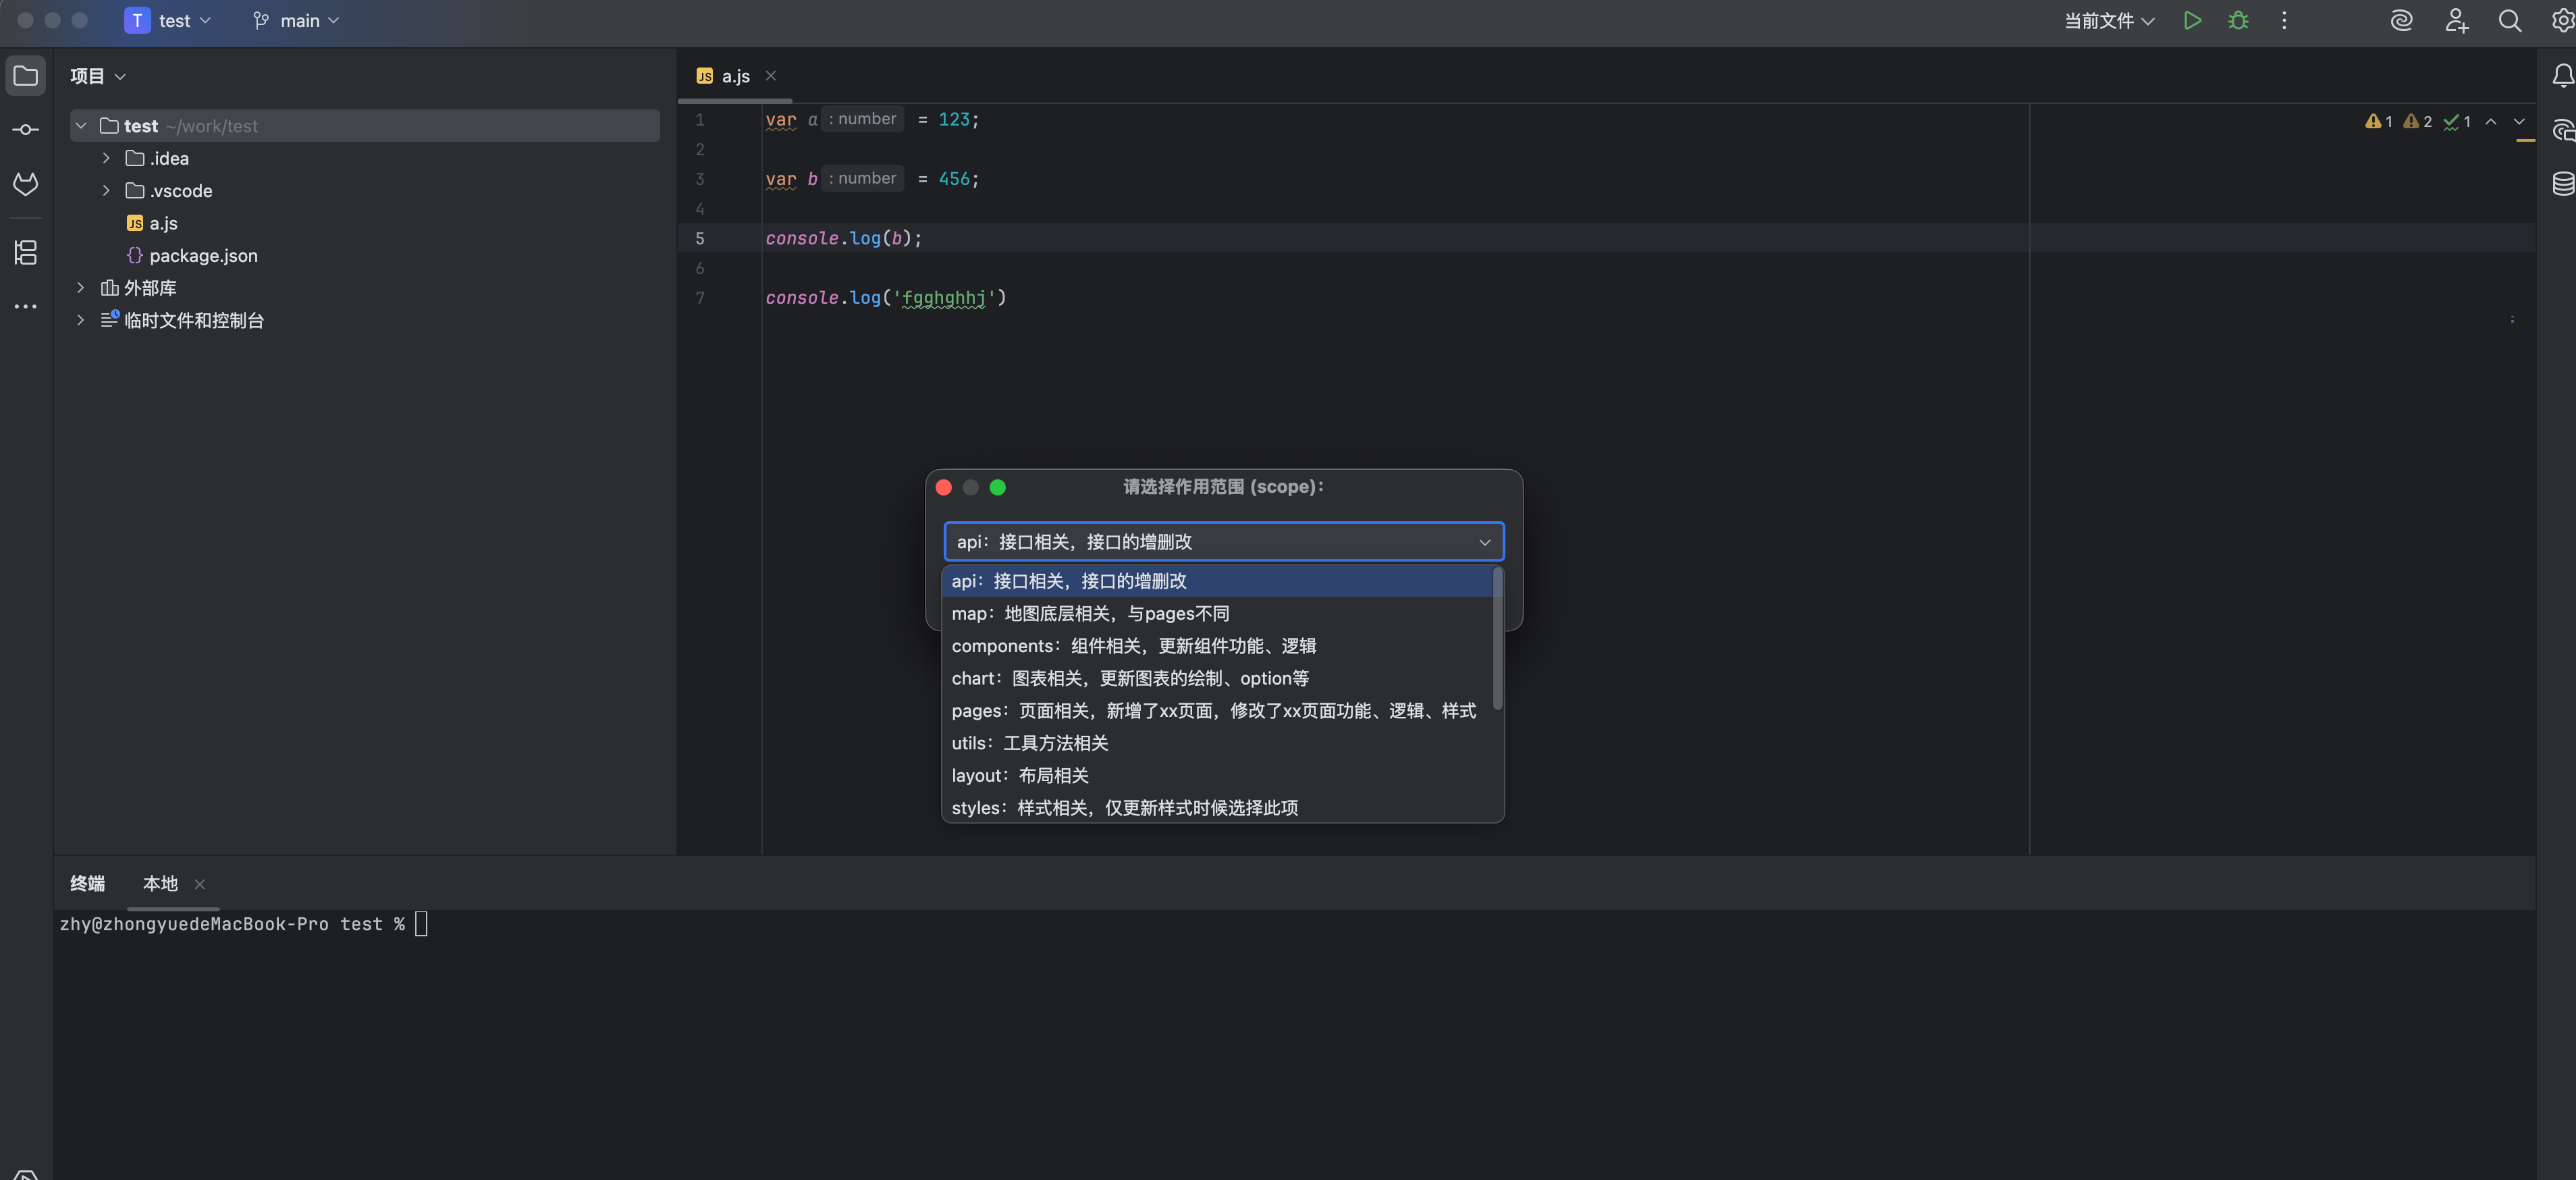 T test main 当前文件
项目
test ~/work/test
.idea
.vscode
JS a.js
{} package.json
外部库
临时文件和控制台
JS a.js
1 var a : number = 123;
2
3 var b : number = 456;
4
5 console.log(b);
6
7 console.log('fgghghhj')
1 2 1
请选择作用范围 (scope)：
api：接口相关，接口的增删改
api：接口相关，接口的增删改
map：地图底层相关，与pages不同
components：组件相关，更新组件功能、逻辑
chart：图表相关，更新图表的绘制、option等
pages：页面相关，新增了xx页面，修改了xx页面功能、逻辑、样式
utils：工具方法相关
layout：布局相关
styles：样式相关，仅更新样式时候选择此项
终端 本地
zhy@zhongyuedeMacBook-Pro test %